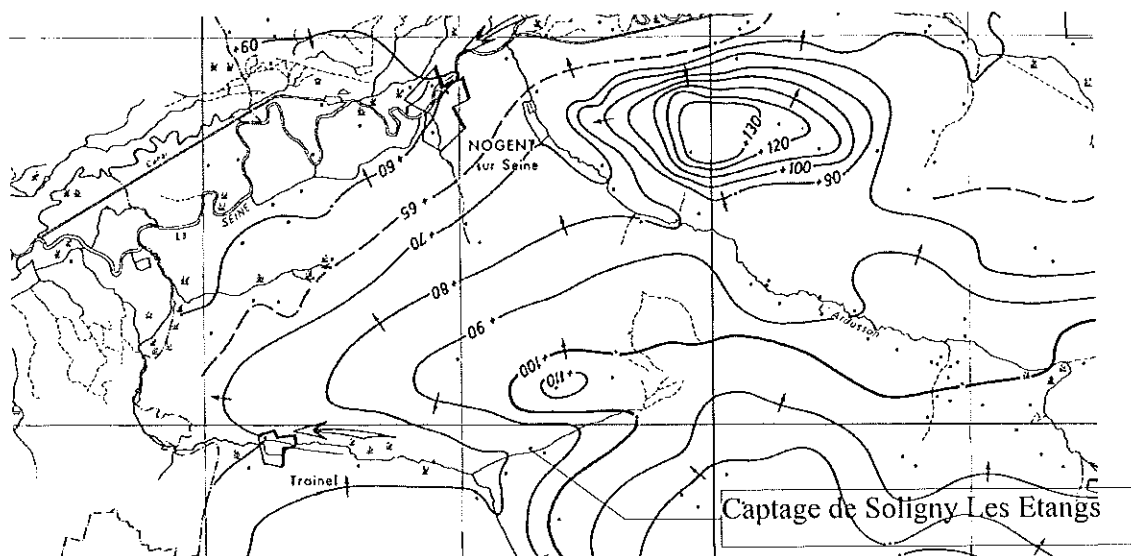 +60
NOGENT
sur Seine
+130
+120
+100
+90
60
Canal
SEINE
65
70
80
90
+100+
+110
Ardusson
Trainel
Captage de Soligny Les Etangs